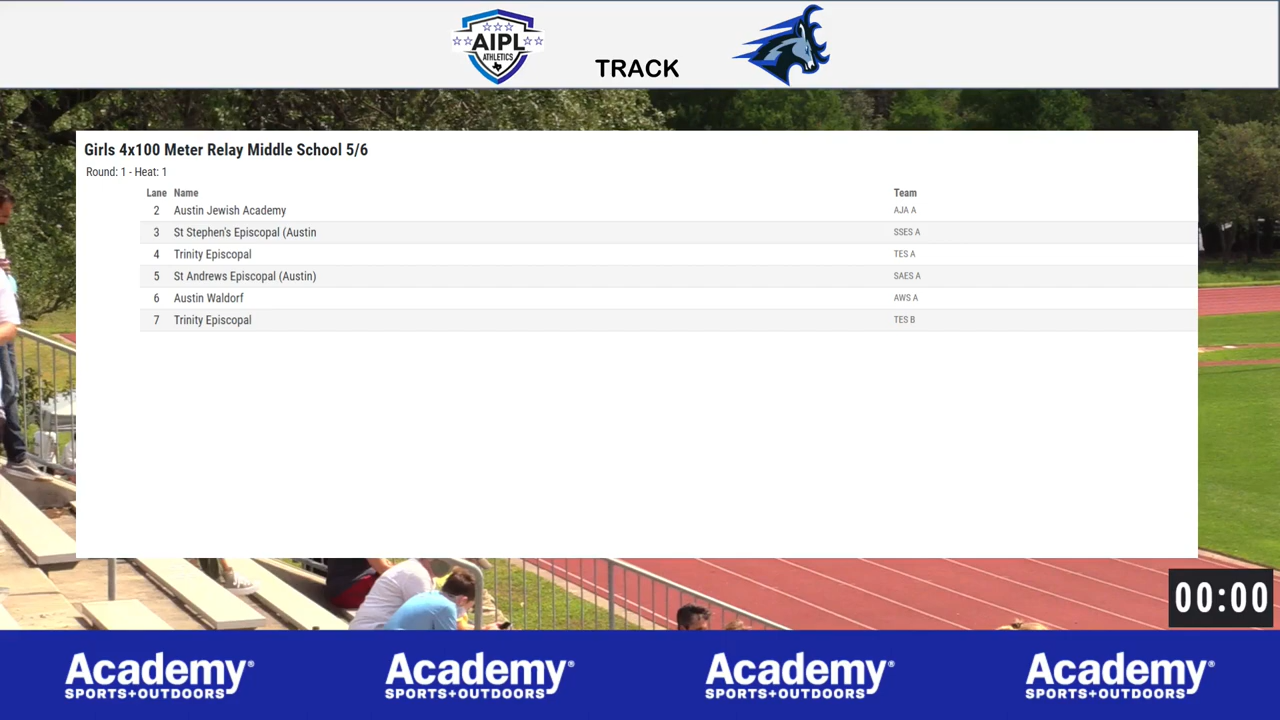 AIPL
ATHLETICS
TRACK
Girls 4x100 Meter Relay Middle School 5/6
Round: 1 - Heat: 1
Lane Name Team
2 Austin Jewish Academy AJA A
3 St Stephen's Episcopal (Austin SSES A
4 Trinity Episcopal TES A
5 St Andrews Episcopal (Austin) SAES A
6 Austin Waldorf AWS A
7 Trinity Episcopal TES B
00:00
Academy® Academy® Academy® Academy®
SPORTS+OUTDOORS SPORTS+OUTDOORS SPORTS+OUTDOORS SPORTS+OUTDOORS